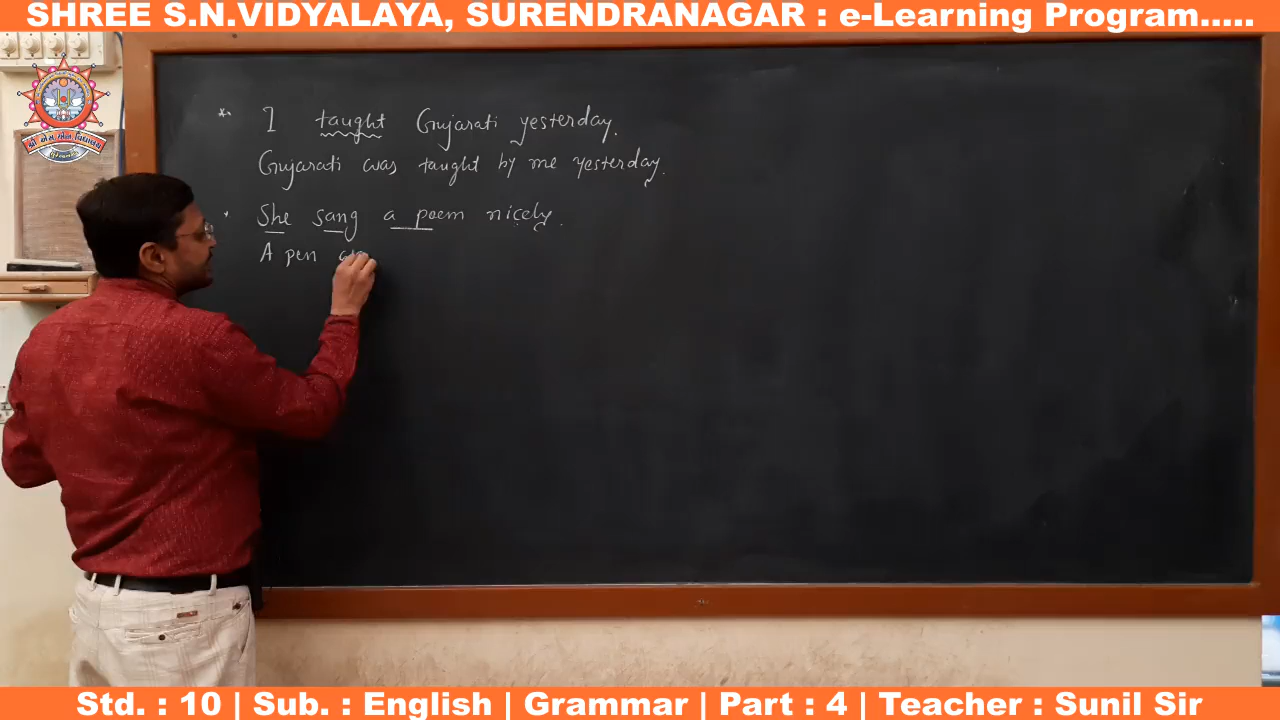 SHREE S.N.VIDYALAYA, SURENDRANAGAR : e-Learning Program.....
I taught Gujarati yesterday.
Gujarati was taught by me yesterday.
She sang a poem nicely.
A pen
Std. : 10 | Sub. : English | Grammar | Part : 4 | Teacher : Sunil Sir